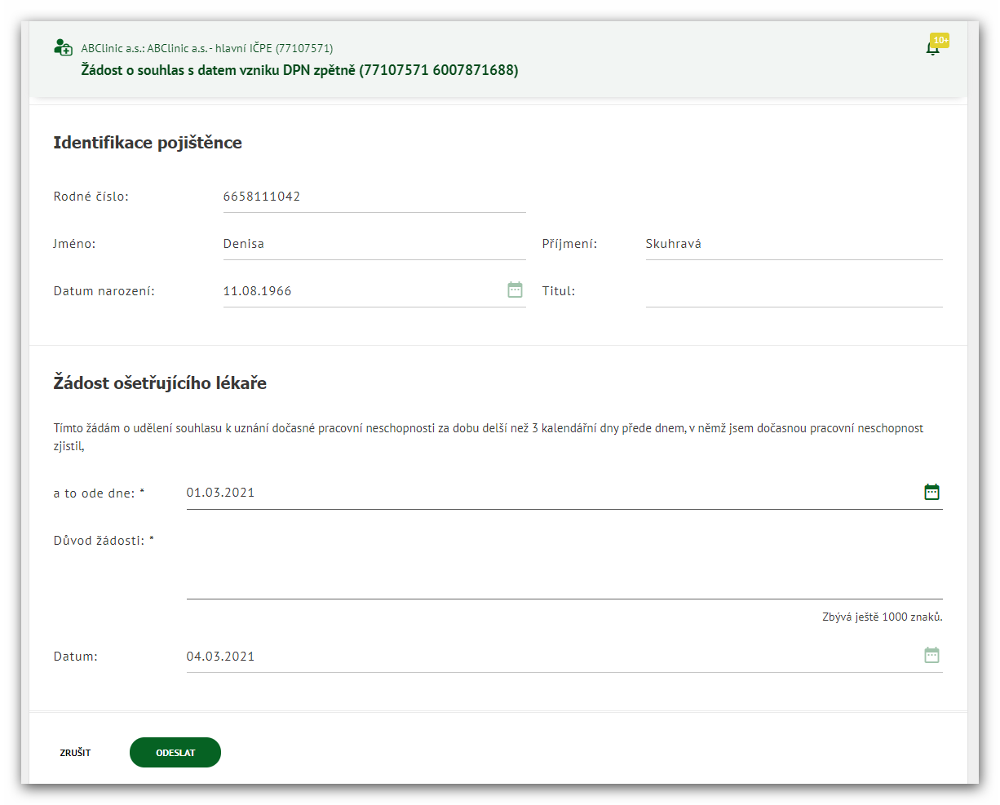 ABClinic a.s.: ABClinic a.s. - hlavní IČPE (77107571)
10+
Žádost o souhlas s datem vzniku DPN zpětně (77107571 6007871688)
Identifikace pojištěnce
Rodné číslo: 6658111042
Jméno: Denisa Příjmení: Skuhravá
Datum narození: 11.08.1966 Titul:
Žádost ošetřujícího lékaře
Tímto žádám o udělení souhlasu k uznání dočasné pracovní neschopnosti za dobu delší než 3 kalendářní dny přede dnem, v němž jsem dočasnou pracovní neschopnost
zjistil,
a to ode dne: * 01.03.2021
Důvod žádosti: *
Zbývá ještě 1000 znaků.
Datum: 04.03.2021
ZRUŠIT ODESLAT